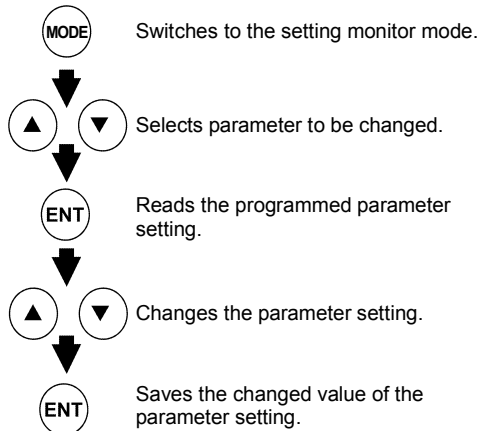 MODE Switches to the setting monitor mode.
▲ ▼ Selects parameter to be changed.
ENT Reads the programmed parameter
setting.
▲ ▼ Changes the parameter setting.
ENT Saves the changed value of the
parameter setting.